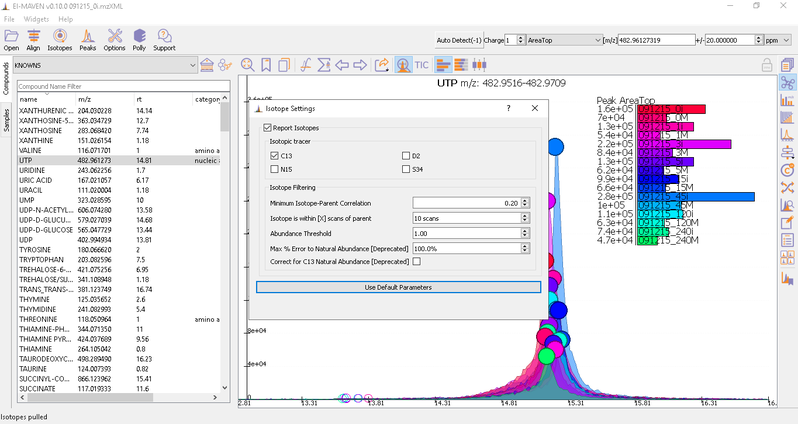 EI-MAVEN v0.10.0 091215_0i.mzXML
File Widgets Help
Open Align Isotopes Peaks Options Polly Support
Auto Detect(-1) Charge 1 AreaTop [m/z] 482.96127319 +/- 20.000000 ppm
Compounds
Samples
KNOWNS
TIC
Compound Name Filter
name m/z rt categor
XANTHURENIC ... 204.030228 14.14
XANTHOSINE-5... 363.034729 12.7
XANTHOSINE 283.068420 7.74
XANTHINE 151.026154 1.18
VALINE 116.071701 amino a
UTP 482.961273 14.81 nucleic a
URIDINE 243.062256 1.7
URIC ACID 167.021057 6.17
URACIL 111.020004 1.18
UMP 323.028595 10
UDP-N-ACETYL... 606.074280 13.58
UDP-D-GLUCU... 579.027039 14.68
UDP-D-GLUCOSE 565.047729 13.44
UDP 402.994934 13.81
TYROSINE 180.066620 2
TRYPTOPHAN 203.082596 7.5
TREHALOSE-6-... 421.075256 6.95
TREHALOSE/SU... 341.108948 1.18
TRANS_TRANS-... 381.123749 16.74
THYMINE 125.035652 2.6
THYMIDINE 241.082993 5.4
THREONINE 118.050964 1 amino a
THIAMINE-PH... 344.071350 11
THIAMINE PYR... 424.037689 9.56
THIAMINE 264.105042 0.8
TAURODEOXYC... 498.289490 16.23
TAURINE 124.007393 0.82
SUCCINYL-CO... 866.123962 15.41
SUCCINATE 117.019333 11.6
Isotopes pulled
UTP m/z: 482.9516-482.9709
Isotope Settings
? ×
Report Isotopes
Isotopic tracer
C13 D2
N15 S34
Isotope Filtering
Minimum Isotope-Parent Correlation 0.20
Isotope is within [X] scans of parent 10 scans
Abundance Threshold 1.00
Max % Error to Natural Abundance [Deprecated] 100.0%
Correct for C13 Natural Abundance [Deprecated]
Use Default Parameters
8e+04
4e+04
2.81 13.31 13.81 14.31 14.81 15.31 15.81 16.31 16.
Peak AreaTop
1.6e+05 091215_0i
7e+04 091215_0M
1.3e+05 091215_1i
5.4e+04 091215_1M
2.2e+05 091215_3i
8.4e+04 091215_3M
1.3e+05 091215_5i
6.2e+04 091215_5M
9.9e+04 091215_15i
6.6e+04 091215_15M
2.8e+05 091215_45i
1e+05 091215_45M
1.1e+05 091215_120i
6.3e+04 091215_120M
7.4e+04 091215_240i
4.7e+04 091215_240M